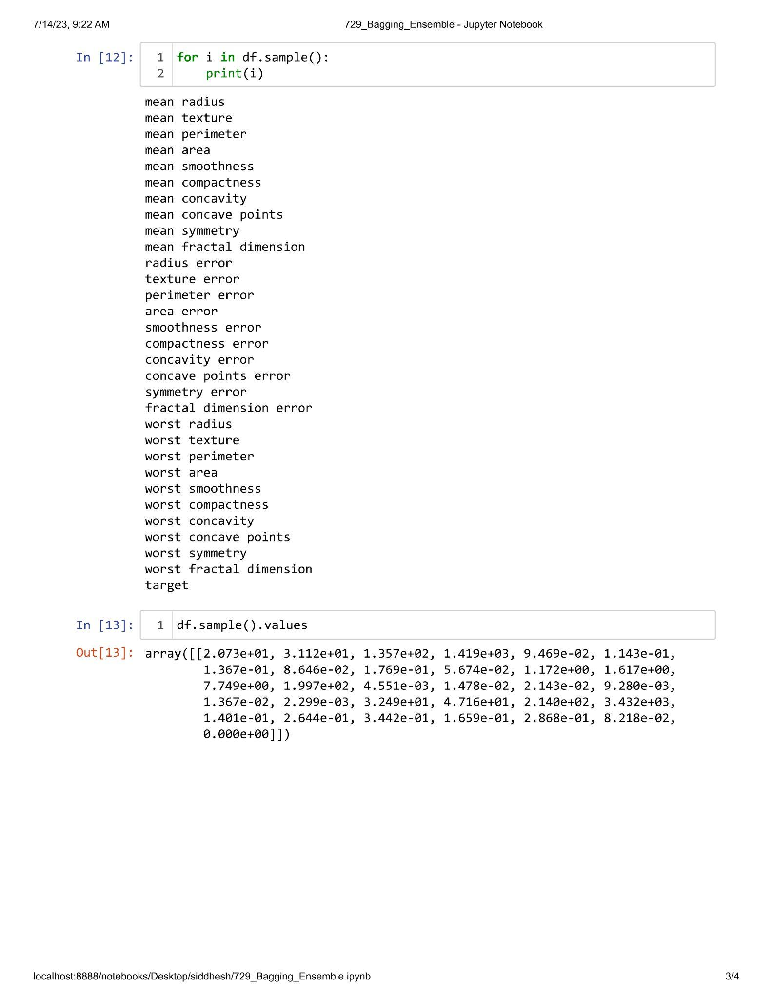 7/14/23, 9:22 AM
729_Bagging_Ensemble - Jupyter Notebook
In [12]:
1 for i in df.sample():
2     print(i)
mean radius
mean texture
mean perimeter
mean area
mean smoothness
mean compactness
mean concavity
mean concave points
mean symmetry
mean fractal dimension
radius error
texture error
perimeter error
area error
smoothness error
compactness error
concavity error
concave points error
symmetry error
fractal dimension error
worst radius
worst texture
worst perimeter
worst area
worst smoothness
worst compactness
worst concavity
worst concave points
worst symmetry
worst fractal dimension
target
In [13]:
1 df.sample().values
Out[13]: array([[2.073e+01, 3.112e+01, 1.357e+02, 1.419e+03, 9.469e-02, 1.143e-01,
1.367e-01, 8.646e-02, 1.769e-01, 5.674e-02, 1.172e+00, 1.617e+00,
7.749e+00, 1.997e+02, 4.551e-03, 1.478e-02, 2.143e-02, 9.280e-03,
1.367e-02, 2.299e-03, 3.249e+01, 4.716e+01, 2.140e+02, 3.432e+03,
1.401e-01, 2.644e-01, 3.442e-01, 1.659e-01, 2.868e-01, 8.218e-02,
0.000e+00]])
localhost:8888/notebooks/Desktop/siddhesh/729_Bagging_Ensemble.ipynb
3/4